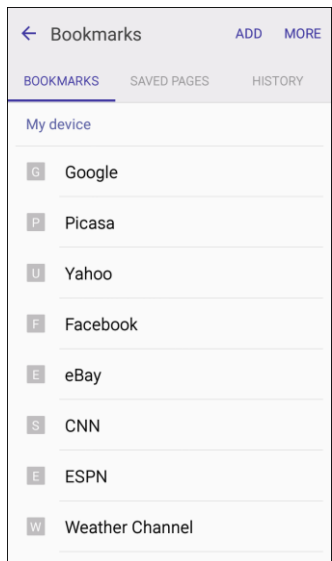 Bookmarks ADD MORE
BOOKMARKS SAVED PAGES HISTORY
My device
G Google
P Picasa
U Yahoo
F Facebook
E eBay
S CNN
E ESPN
W Weather Channel